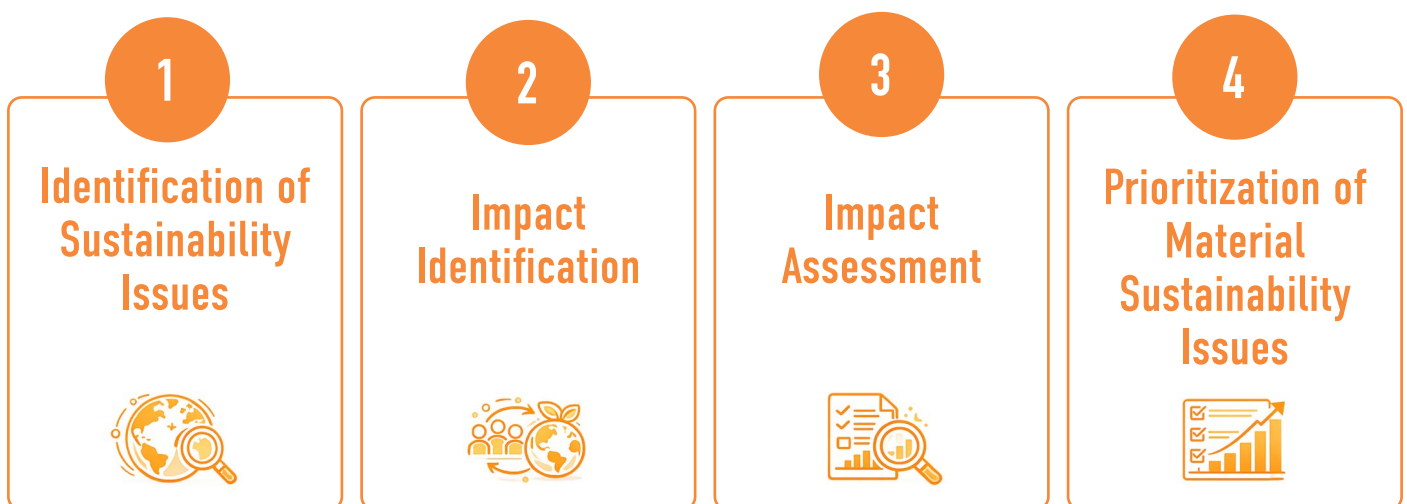 1
Identification of
Sustainability
Issues
2
Impact
Identification
3
Impact
Assessment
4
Prioritization of
Material
Sustainability
Issues